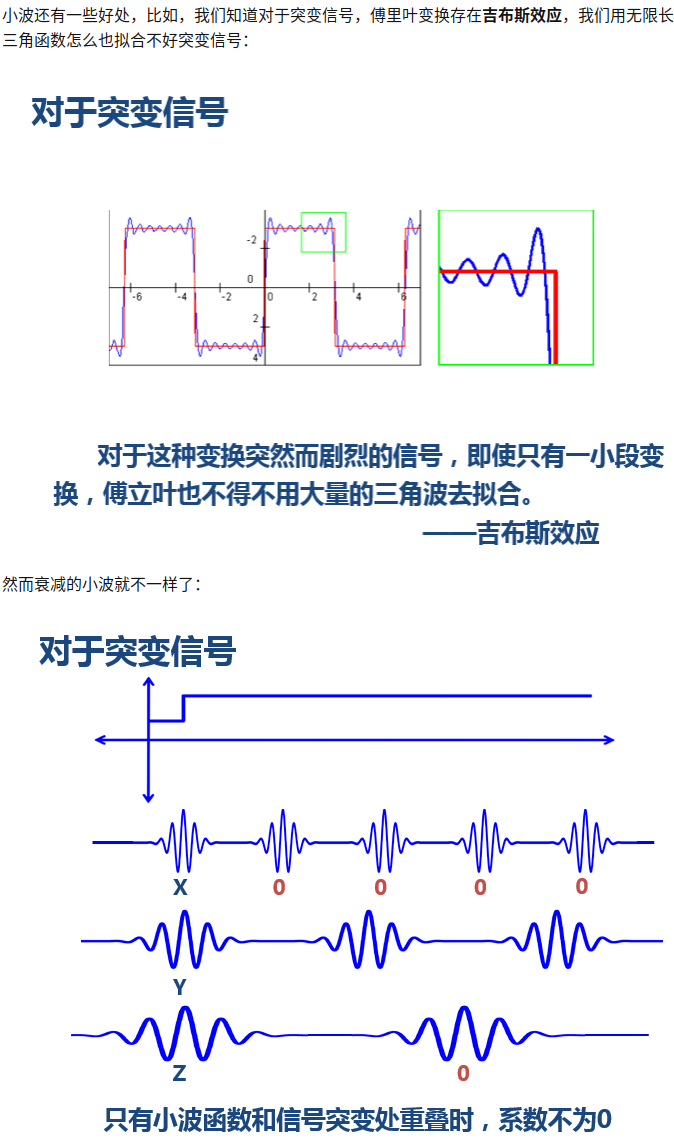 小波还有一些好处，比如，我们知道对于突变信号，傅里叶变换存在吉布斯效应，我们用无限长
三角函数怎么也拟合不好突变信号：
对于突变信号
-2
0
-6 -4 -2 0 2 4 6
2
4
对于这种变换突然而剧烈的信号，即使只有一小段变
换，傅立叶也不得不用大量的三角波去拟合。
——吉布斯效应
然而衰减的小波就不一样了：
对于突变信号
X 0 0 0 0
Y
Z 0
只有小波函数和信号突变处重叠时，系数不为0